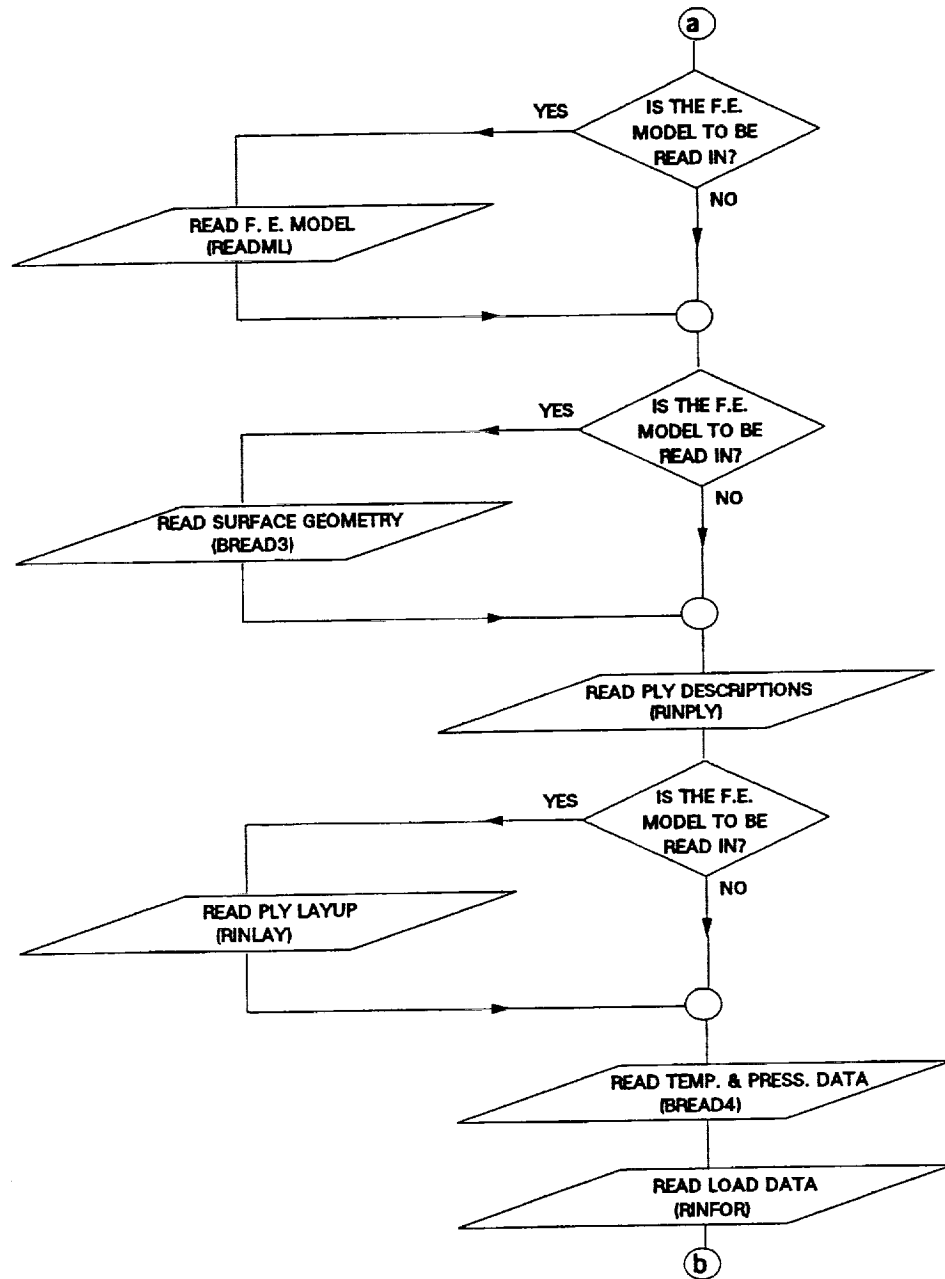 a
IS THE F.E.
MODEL TO BE
READ IN?
YES
NO
READ F. E. MODEL
(READML)
IS THE F.E.
MODEL TO BE
READ IN?
YES
NO
READ SURFACE GEOMETRY
(BREAD3)
READ PLY DESCRIPTIONS
(RINPLY)
IS THE F.E.
MODEL TO BE
READ IN?
YES
NO
READ PLY LAYUP
(RINLAY)
READ TEMP. & PRESS. DATA
(BREAD4)
READ LOAD DATA
(RINFOR)
b